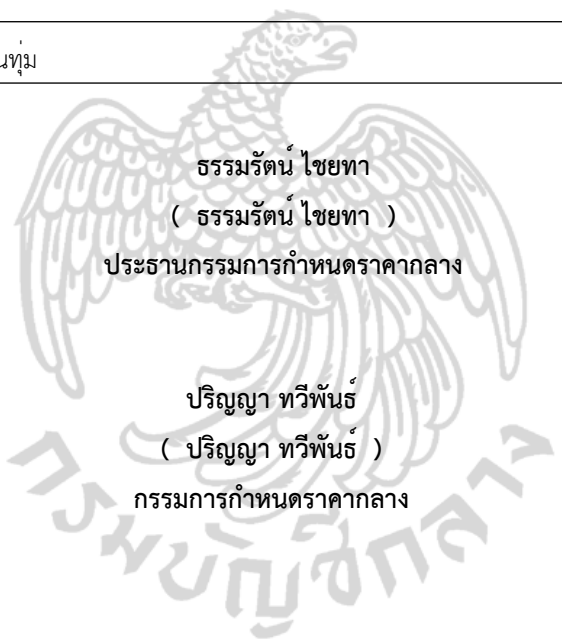 นทุ่ม
ธรรมรัตน์ ไชยทา
( ธรรมรัตน์ ไชยทา )
ประธานกรรมการกำหนดราคากลาง
ปริญญา ทวีพันธ์
( ปริญญา ทวีพันธ์ )
กรรมการกำหนดราคากลาง
กรมบัญชีกลาง